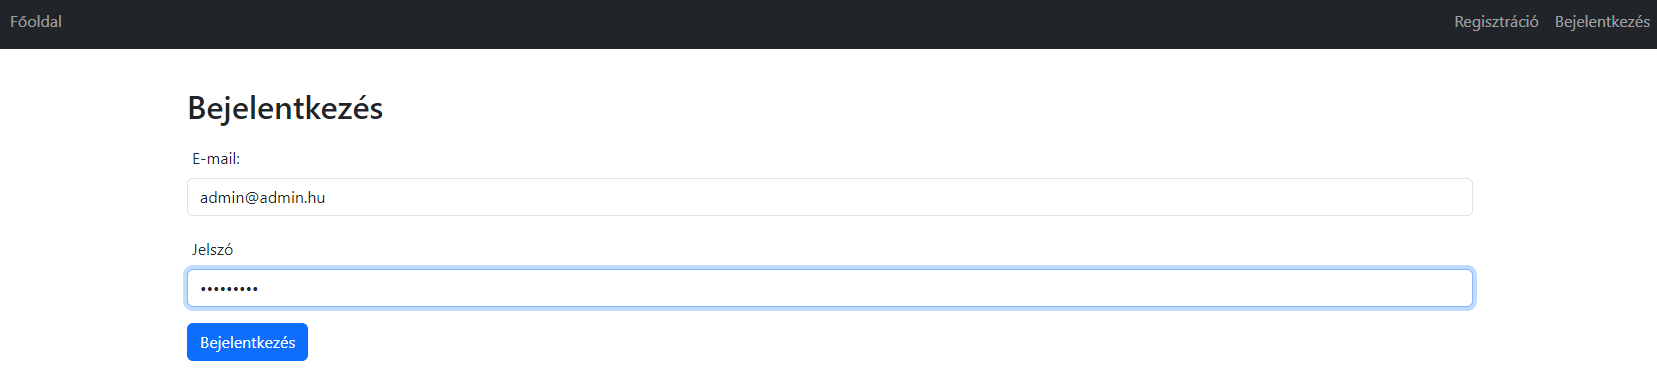 Főoldal Regisztráció Bejelentkezés
Bejelentkezés
E-mail:
admin@admin.hu
Jelszó
•••••••••
Bejelentkezés